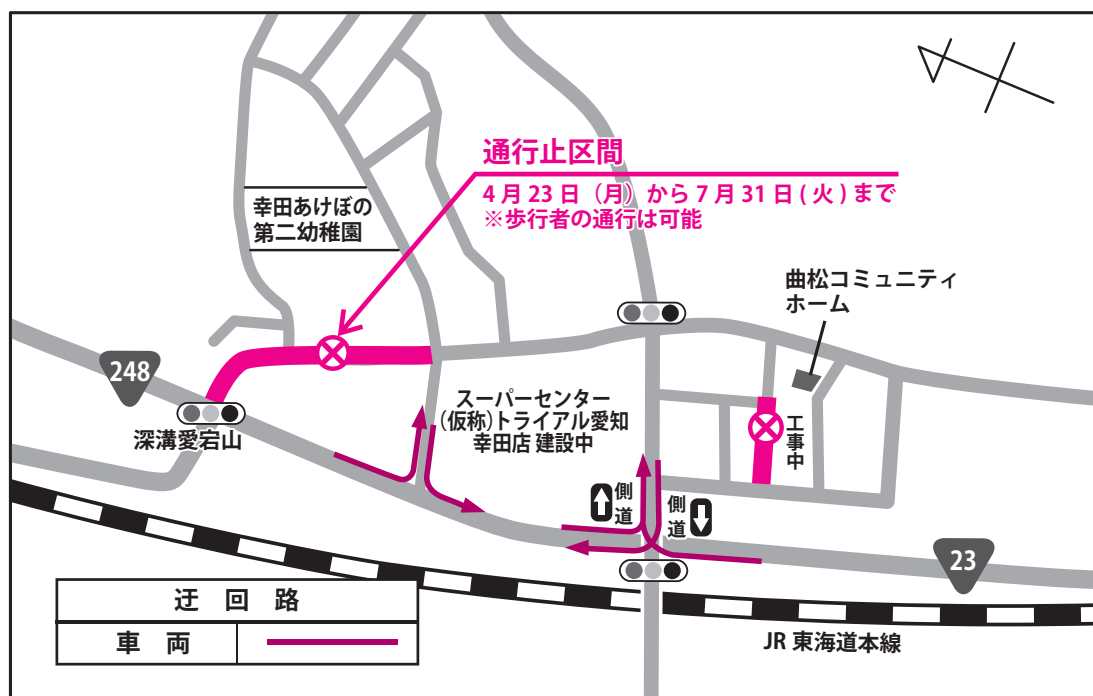 通行止区間
4月23日（月）から7月31日(火)まで
※歩行者の通行は可能
幸田あけぼの
第二幼稚園
曲松コミュニティ
ホーム
248
深溝愛宕山
スーパーセンター
(仮称)トライアル愛知
幸田店 建設中
工事中
側道
側道
23
迂回路
車両
JR東海道本線